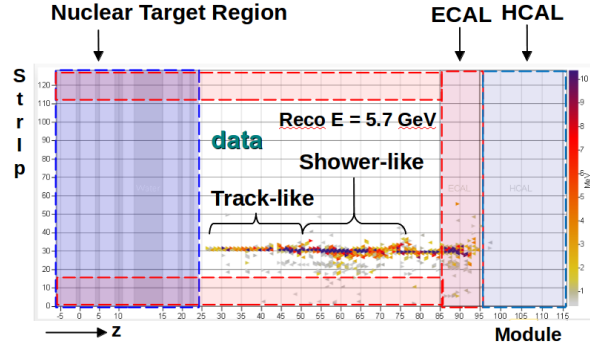 Nuclear Target Region
ECAL
HCAL
Strip
120
110
100
90
80
70
60
50
40
30
20
10
0
data
Reco E = 5.7 GeV
Shower-like
Track-like
ECAL
HCAL
10
9
8
7
6
5
4
3
2
1
MeV
-5 0 5 10 20 25 30 35 40 45 50 55 60 65 70 75 80 85 90 95 100 105 110 115
z
Module